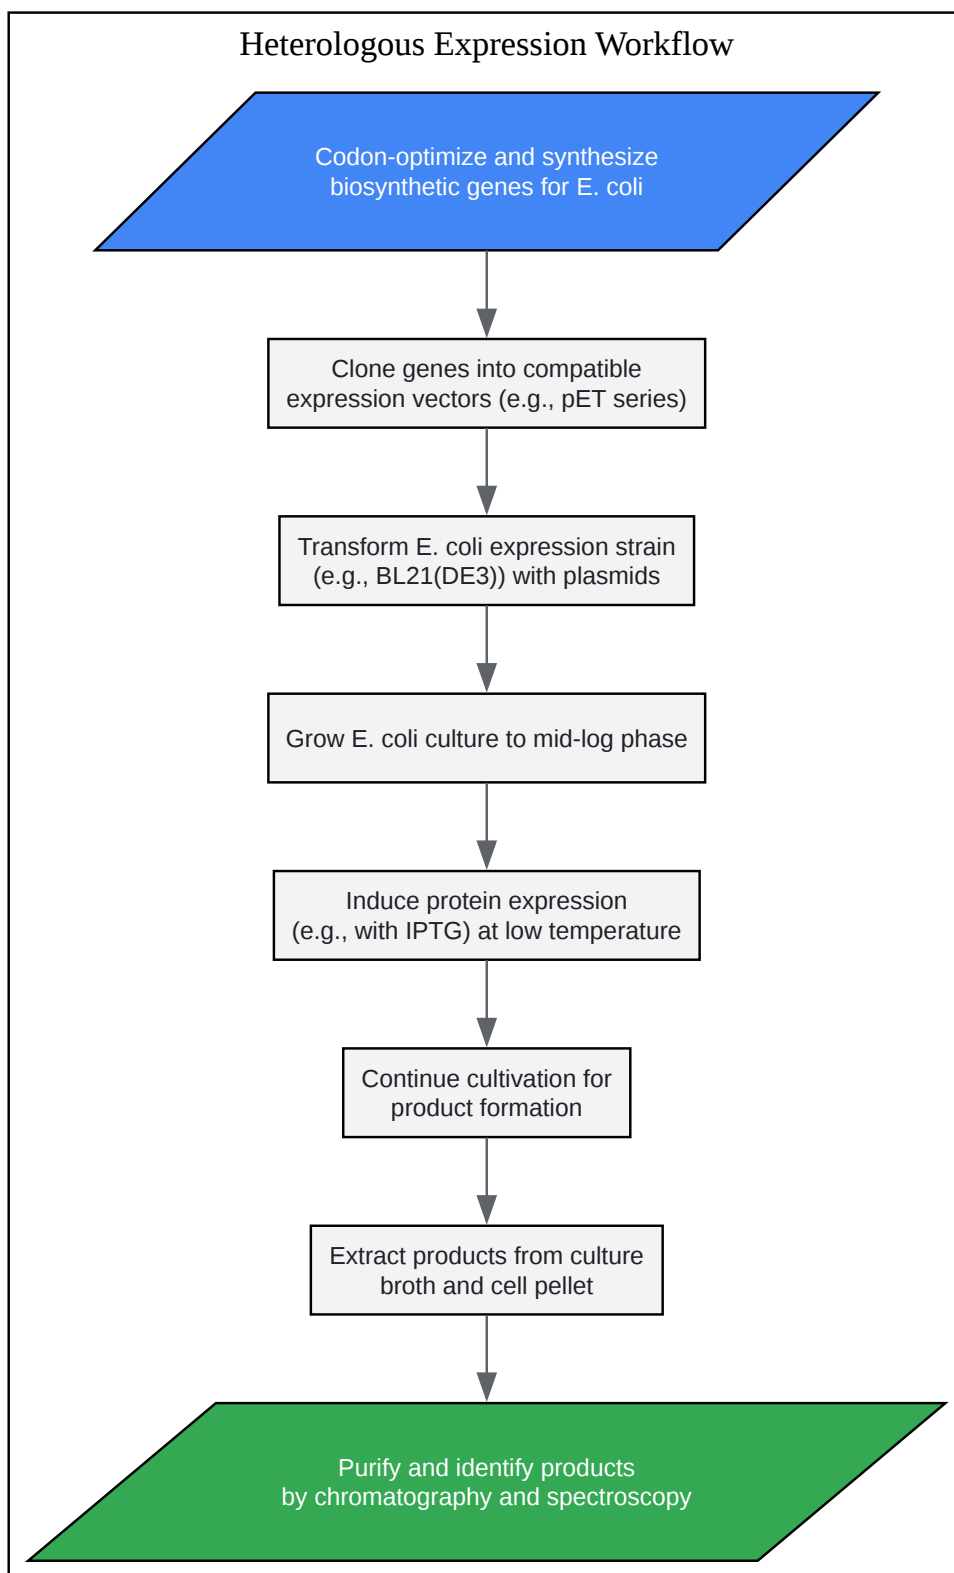 Heterologous Expression Workflow
Codon-optimize and synthesize
biosynthetic genes for E. coli
Clone genes into compatible
expression vectors (e.g., pET series)
Transform E. coli expression strain
(e.g., BL21(DE3)) with plasmids
Grow E. coli culture to mid-log phase
Induce protein expression
(e.g., with IPTG) at low temperature
Continue cultivation for
product formation
Extract products from culture
broth and cell pellet
Purify and identify products
by chromatography and spectroscopy